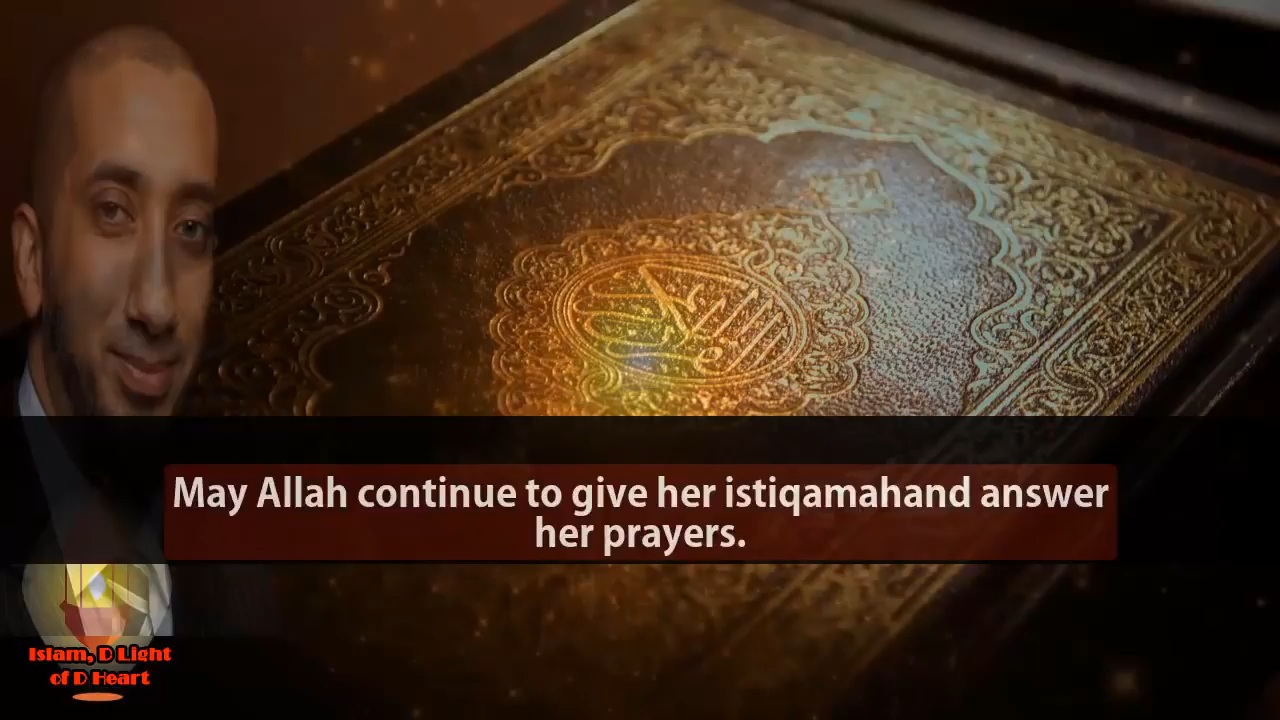 May Allah continue to give her istiqamahand answer
her prayers.
Islam, D Light
of D Heart